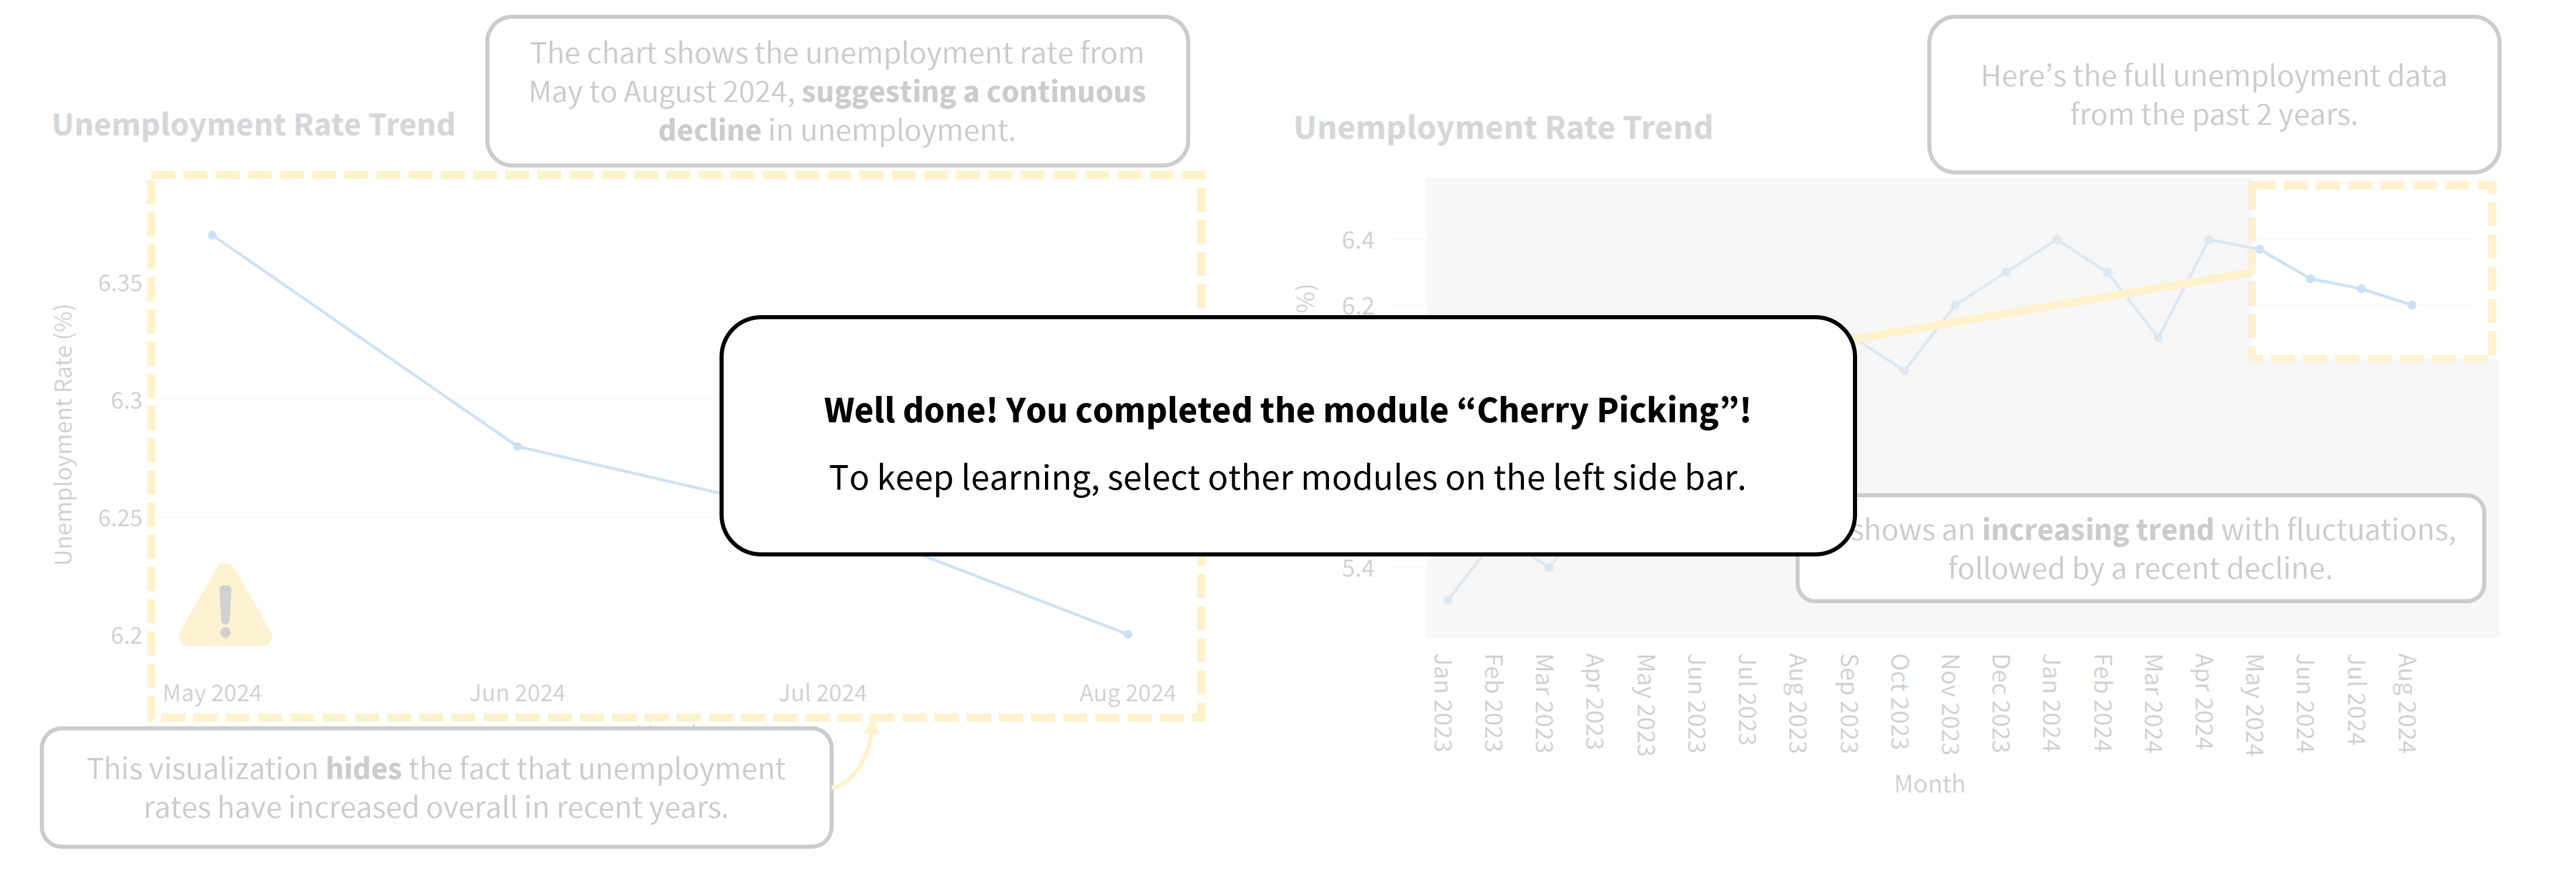 The chart shows the unemployment rate from
May to August 2024, suggesting a continuous
decline in unemployment.
Unemployment Rate Trend
6.35
6.3
6.25
6.2
Unemployment Rate (%)
May 2024
Jun 2024
Jul 2024
Aug 2024
This visualization hides the fact that unemployment
rates have increased overall in recent years.
Here’s the full unemployment data
from the past 2 years.
Unemployment Rate Trend
6.4
6.2
5.4
%)
Well done! You completed the module “Cherry Picking”!
To keep learning, select other modules on the left side bar.
shows an increasing trend with fluctuations,
followed by a recent decline.
Jan 2023
Feb 2023
Mar 2023
Apr 2023
May 2023
Jun 2023
Jul 2023
Aug 2023
Sep 2023
Oct 2023
Nov 2023
Dec 2023
Jan 2024
Feb 2024
Mar 2024
Apr 2024
May 2024
Jun 2024
Jul 2024
Aug 2024
Month